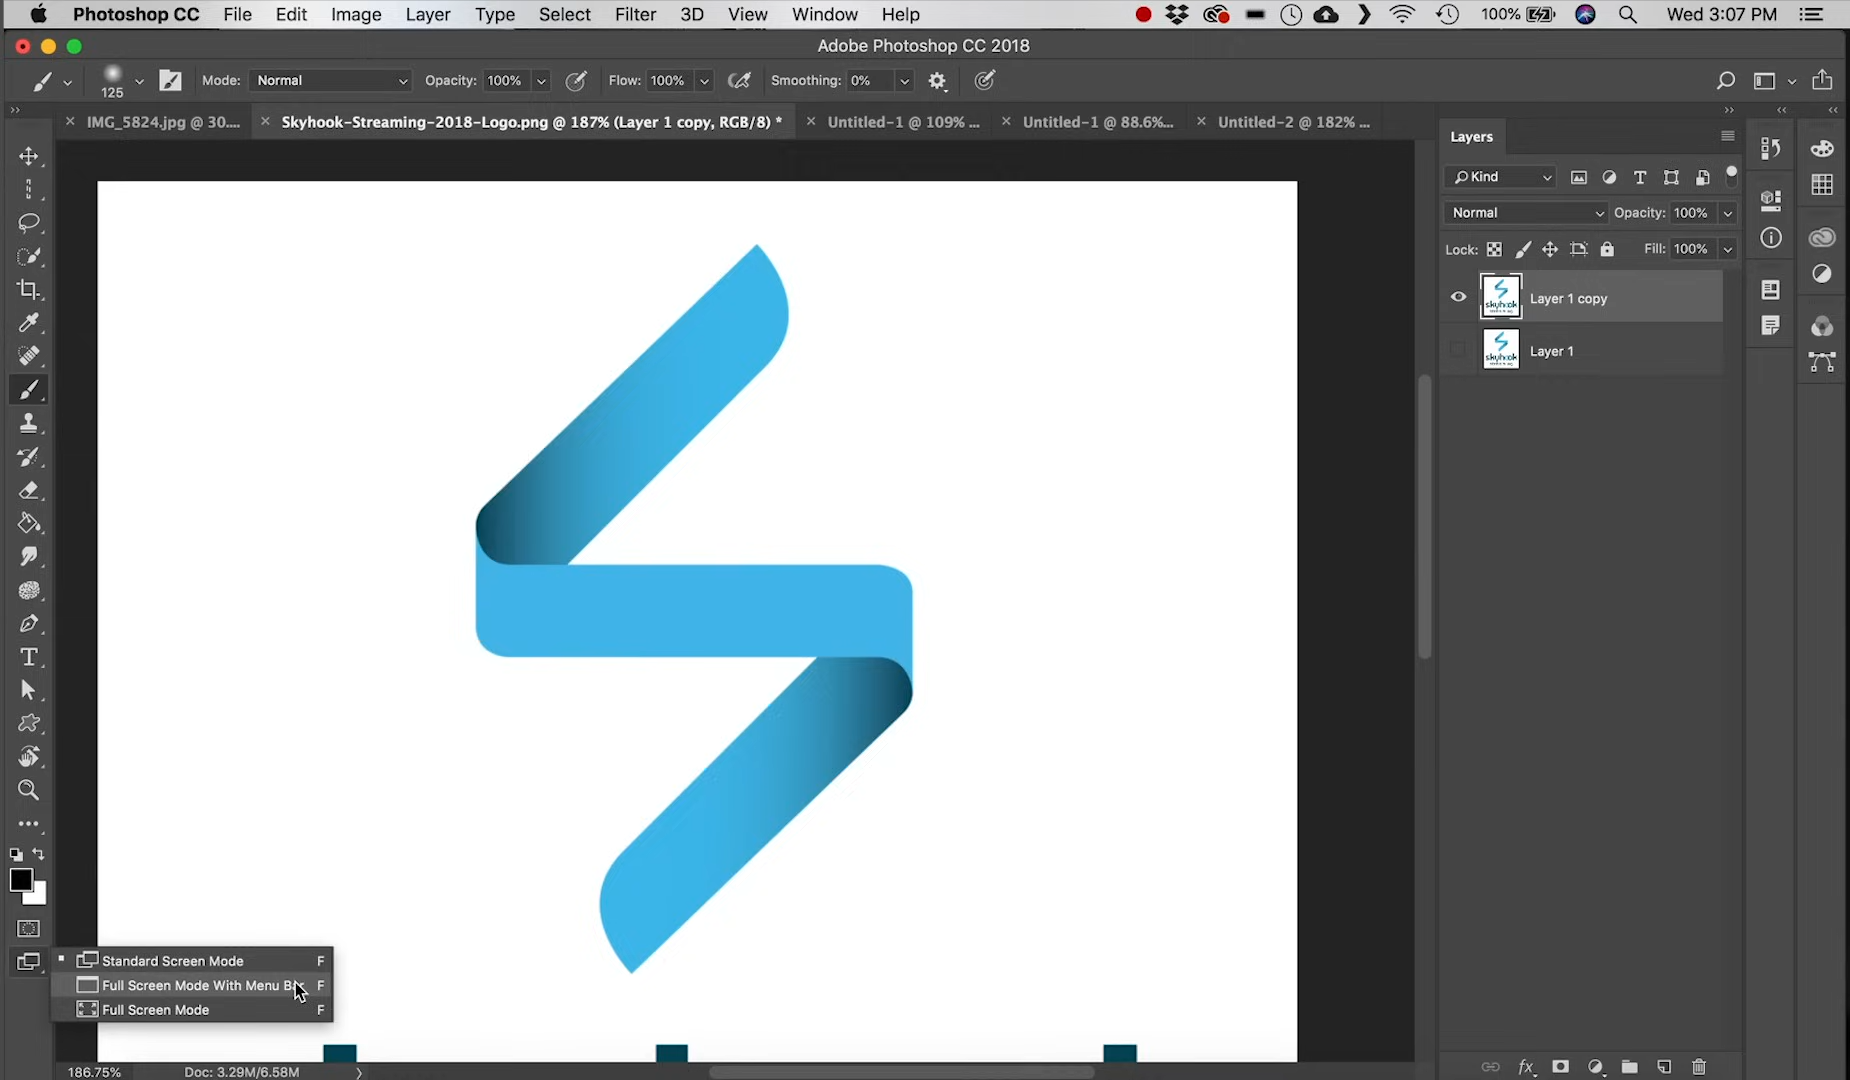 Photoshop CC File Edit Image Layer Type Select Filter 3D View Window Help 100% Wed 3:07 PM
Adobe Photoshop CC 2018
125 Mode: Normal Opacity: 100% Flow: 100% Smoothing: 0%
× IMG_5824.jpg @ 30.... × Skyhook-Streaming-2018-Logo.png @ 187% (Layer 1 copy, RGB/8) * × Untitled-1 @ 109% ... × Untitled-1 @ 88.6%... × Untitled-2 @ 182% ...
Layers
Kind
Normal Opacity: 100%
Lock: Fill: 100%
skyhook
Layer 1 copy
skyhook
Layer 1
Standard Screen Mode F
Full Screen Mode With Menu Bar F
Full Screen Mode F
186.75% Doc: 3.29M/6.58M
fx